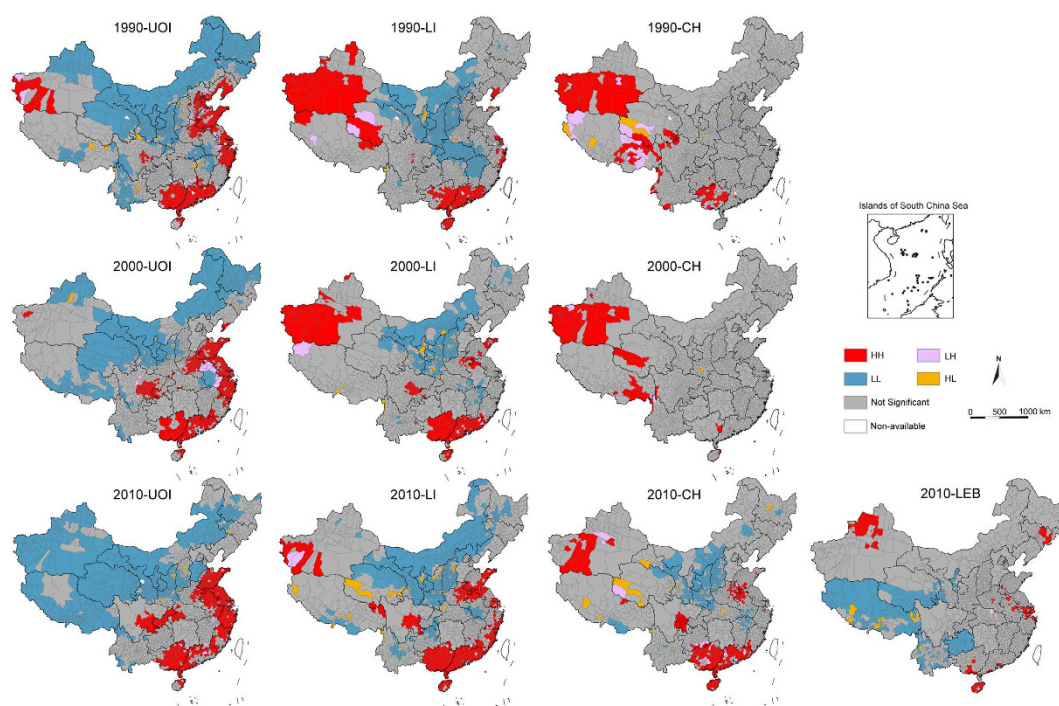 1990-UOI
1990-LI
1990-CH
Islands of South China Sea
2000-UOI
2000-LI
2000-CH
HH
LH
LL
HL
Not Significant
Non-available
N
0 500 1000 km
2010-UOI
2010-LI
2010-CH
2010-LEB